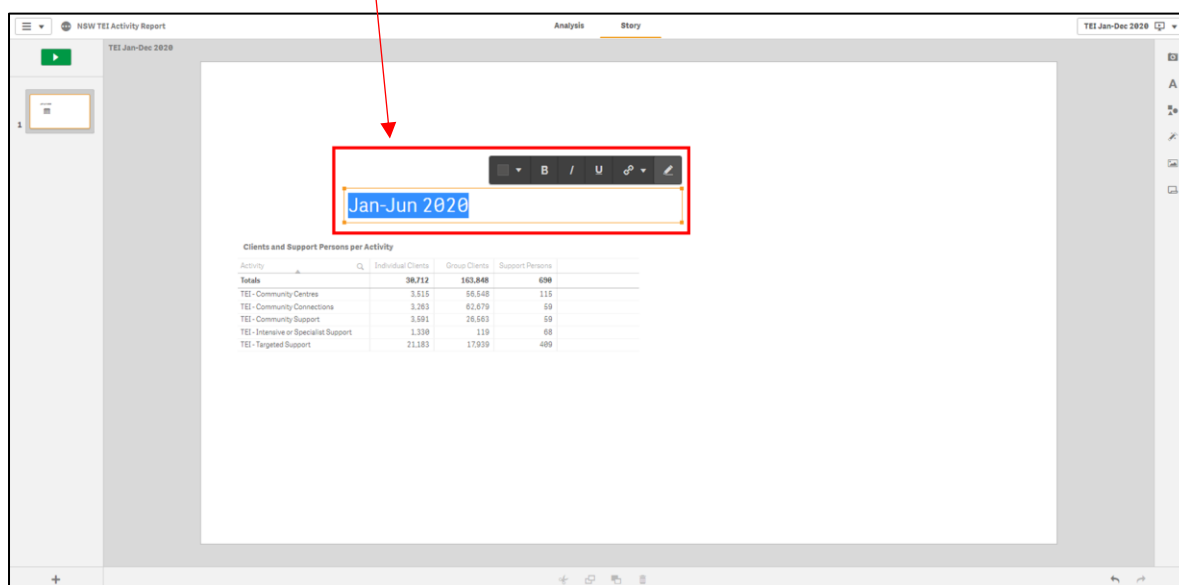 NSW TEI Activity Report Analysis Story TEI Jan-Dec 2020
TEI Jan-Dec 2020
1
B I U
Jan-Jun 2020
Clients and Support Persons per Activity
Activity Individual Clients Group Clients Support Persons
Totals 30,712 163,848 690
TEI - Community Centres 3,515 56,548 115
TEI - Community Connections 3,263 62,679 59
TEI - Community Support 3,591 26,563 59
TEI - Intensive or Specialist Support 1,330 119 68
TEI - Targeted Support 21,183 17,939 409
A